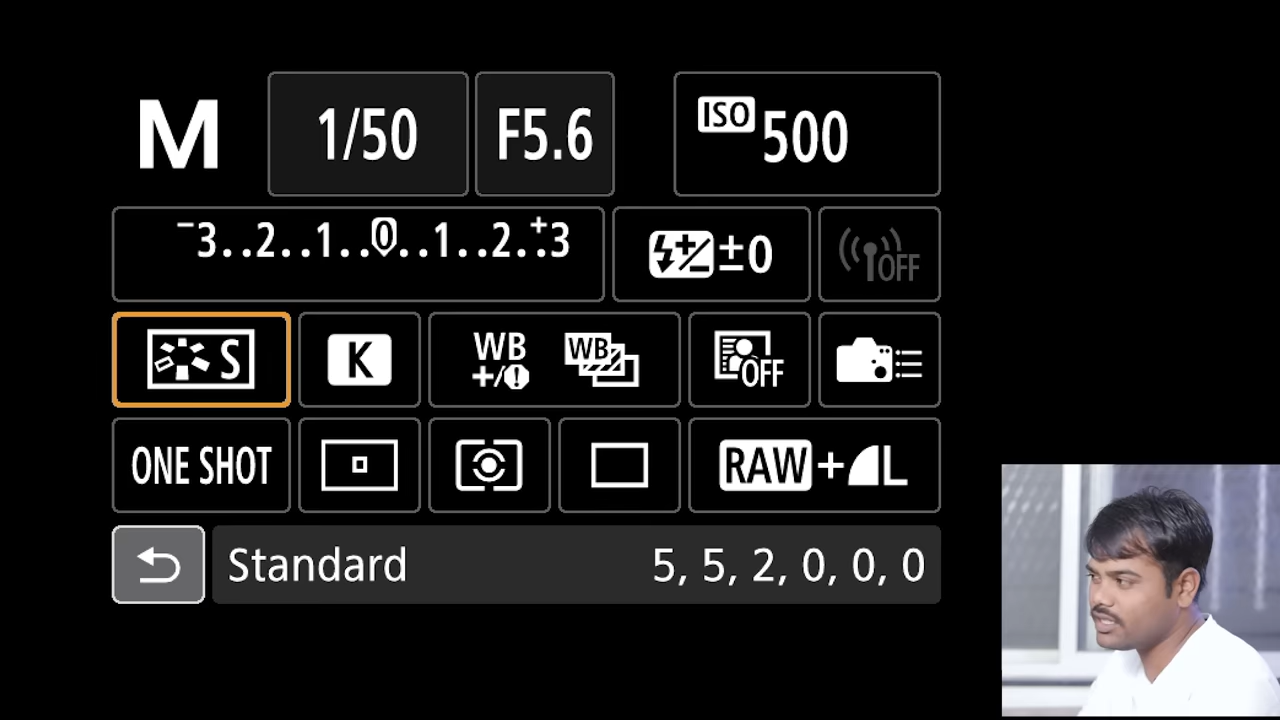 M 1/50 F5.6 ISO 500
-3..2..1..0..1..2..+3 ±0 OFF
S K WB +/- WB OFF
ONE SHOT RAW+L
Standard 5, 5, 2, 0, 0, 0